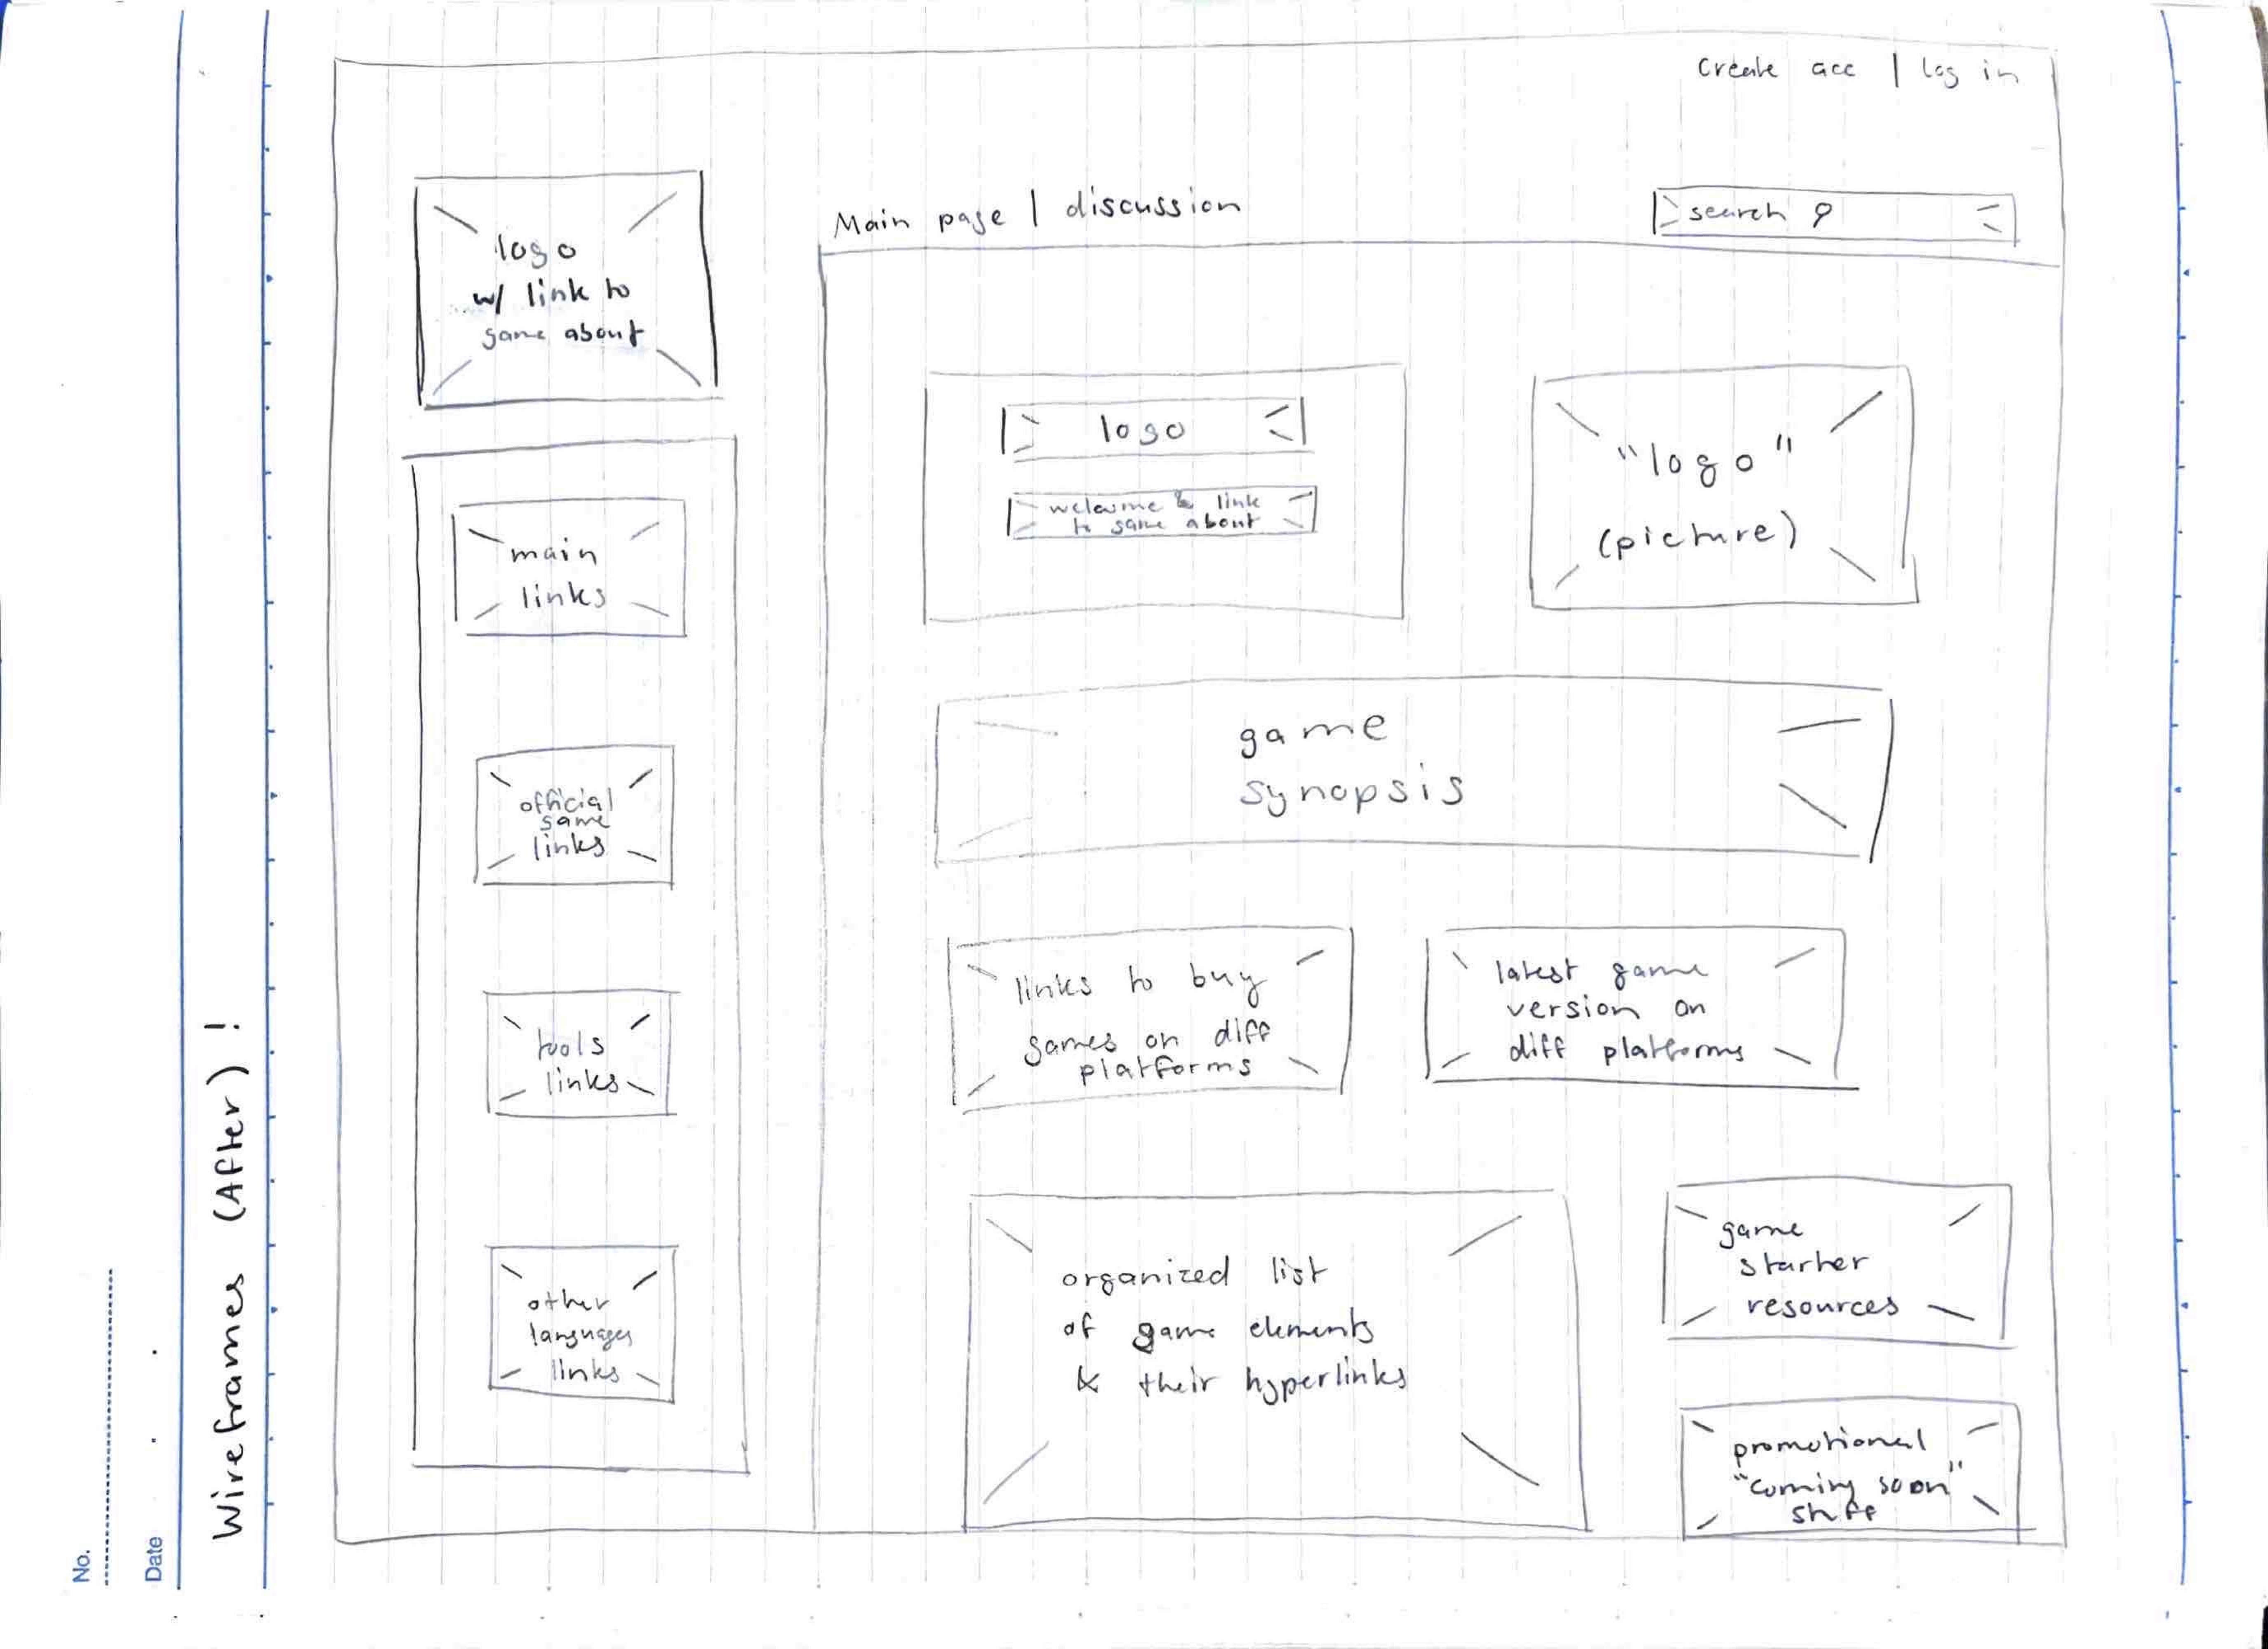 No.
Date
Wireframes (After) !
Create acc | log in
Main page | discussion
search
logo
w/ link to
game about
main
links
official
game
links
tools
links
other
languages
links
logo
welcome & link
to game about
"logo"
(picture)
game
synopsis
links to buy
games on diff
platforms
latest game
version on
diff platforms
organized list
of game elements
& their hyperlinks
game
starter
resources
promotional
"coming soon"
stuff